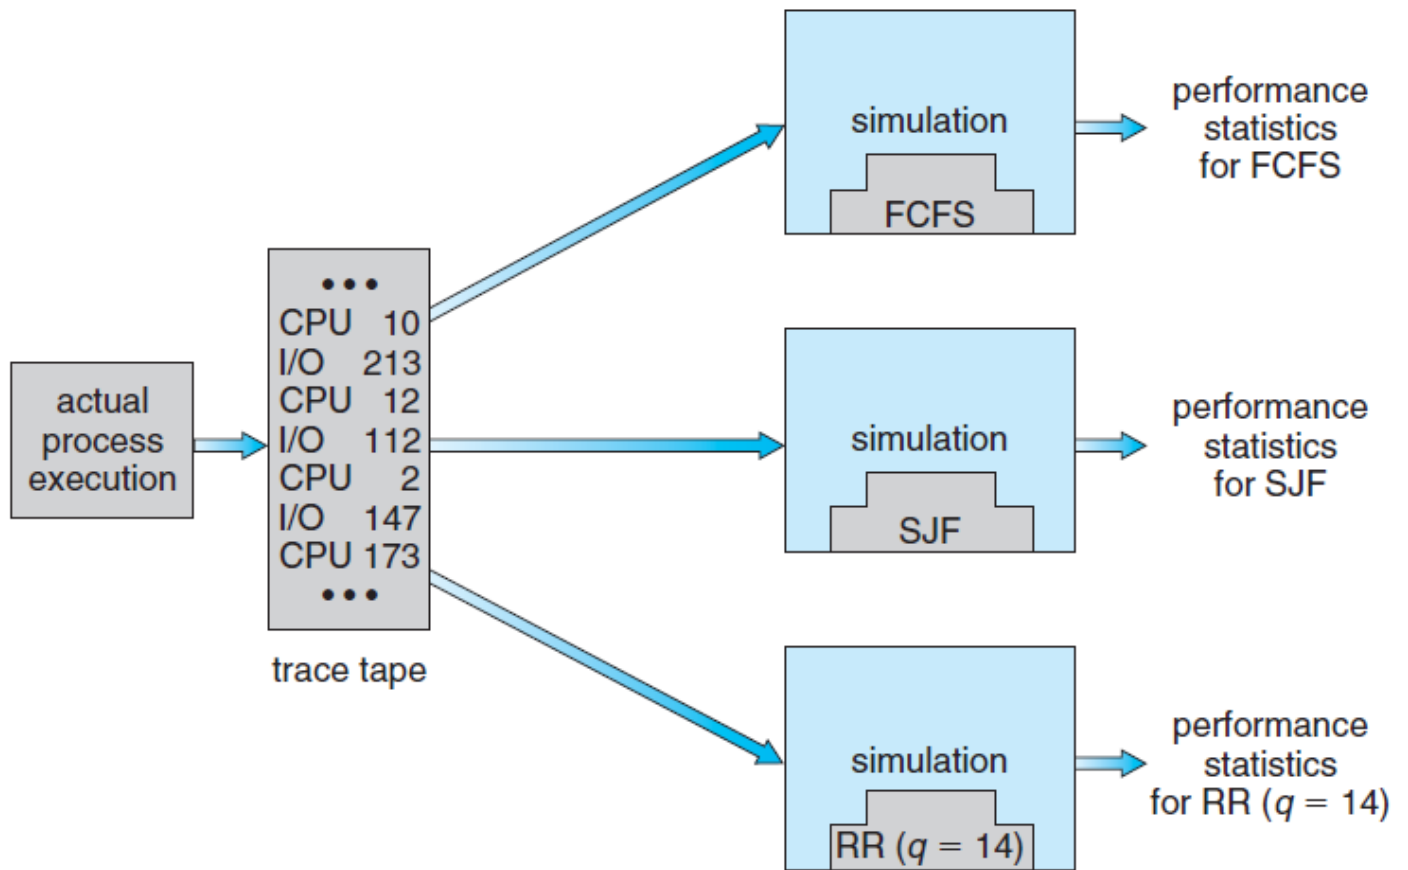 actual
process
execution
•••
CPU 10
I/O 213
CPU 12
I/O 112
CPU 2
I/O 147
CPU 173
•••
trace tape
simulation
FCFS
performance
statistics
for FCFS
simulation
SJF
performance
statistics
for SJF
simulation
RR (q = 14)
performance
statistics
for RR (q = 14)